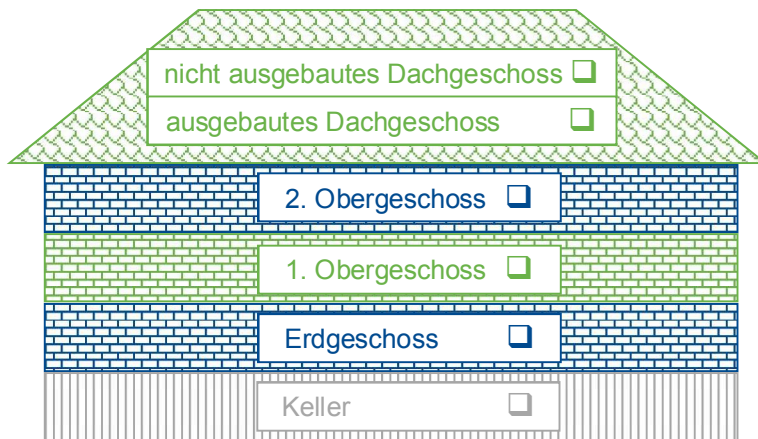 nicht ausgebautes Dachgeschoss ❑
ausgebautes Dachgeschoss ❑
2. Obergeschoss ❑
1. Obergeschoss ❑
Erdgeschoss ❑
Keller ❑